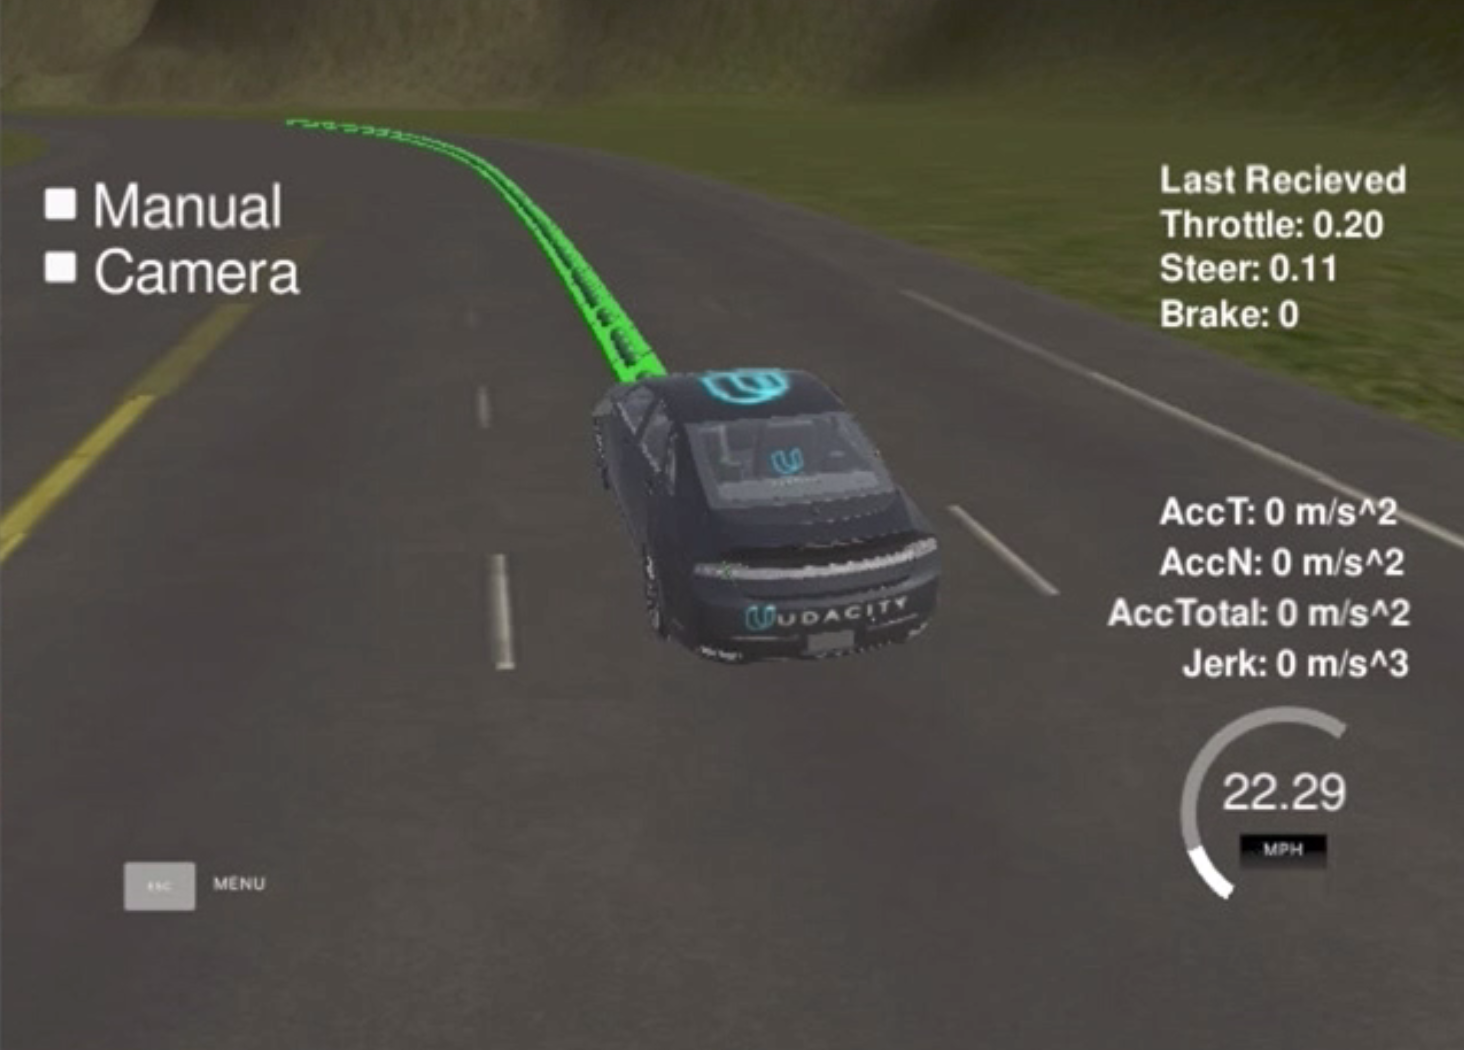 Manual
Camera
Last Recieved
Throttle: 0.20
Steer: 0.11
Brake: 0
UDACITY
AccT: 0 m/s^2
AccN: 0 m/s^2
AccTotal: 0 m/s^2
Jerk: 0 m/s^3
22.29
MPH
ESC MENU